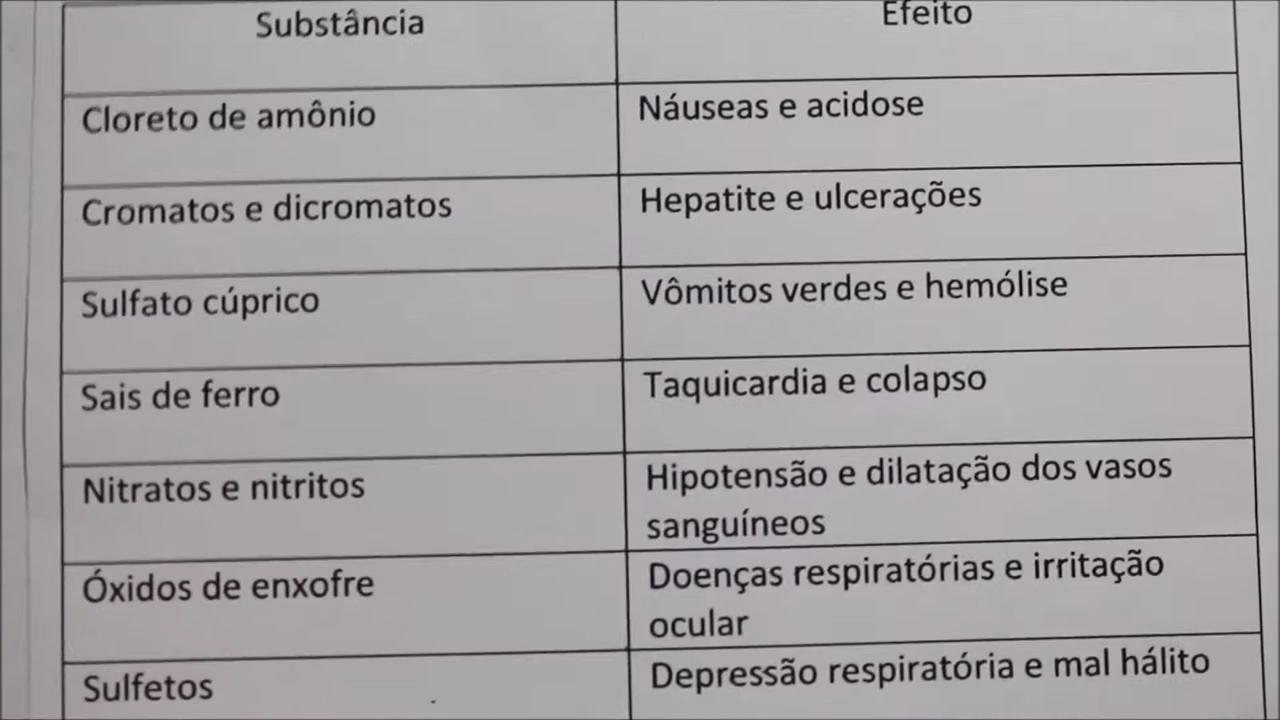 Substância Efeito
Cloreto de amônio Náuseas e acidose
Cromatos e dicromatos Hepatite e ulcerações
Sulfato cúprico Vômitos verdes e hemólise
Sais de ferro Taquicardia e colapso
Nitratos e nitritos Hipotensão e dilatação dos vasos
sanguíneos
Óxidos de enxofre Doenças respiratórias e irritação
ocular
Sulfetos Depressão respiratória e mal hálito